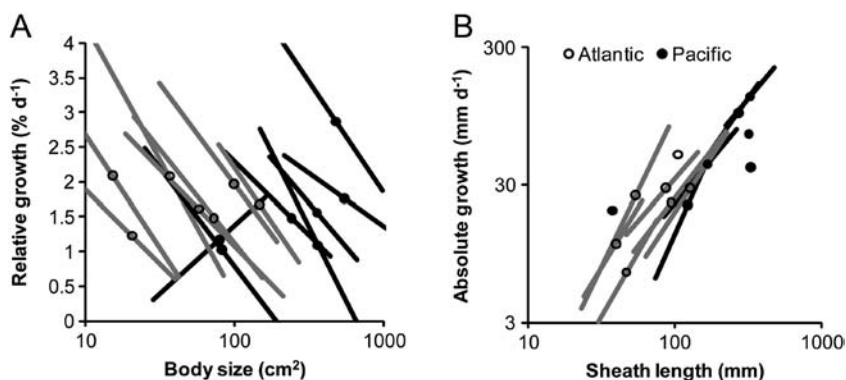 A
Relative growth (% d-1)
4
3.5
3
2.5
2
1.5
1
0.5
0
10 100 1000
Body size (cm2)
B
Absolute growth (mm d-1)
Atlantic Pacific
300
30
3
10 100 1000
Sheath length (mm)